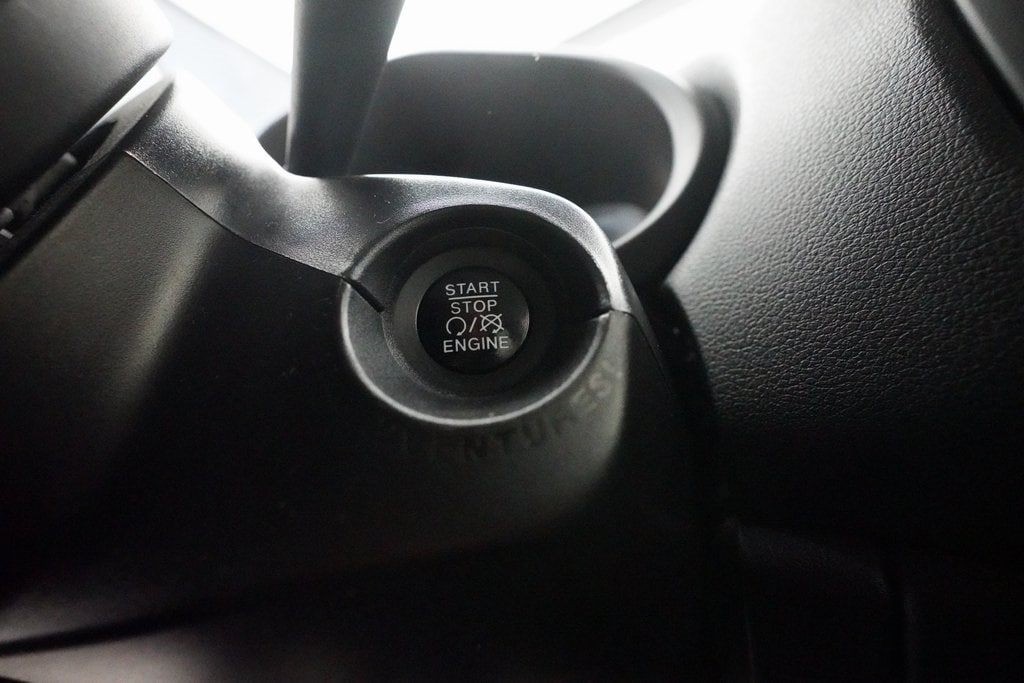 START
STOP
/
ENGINE